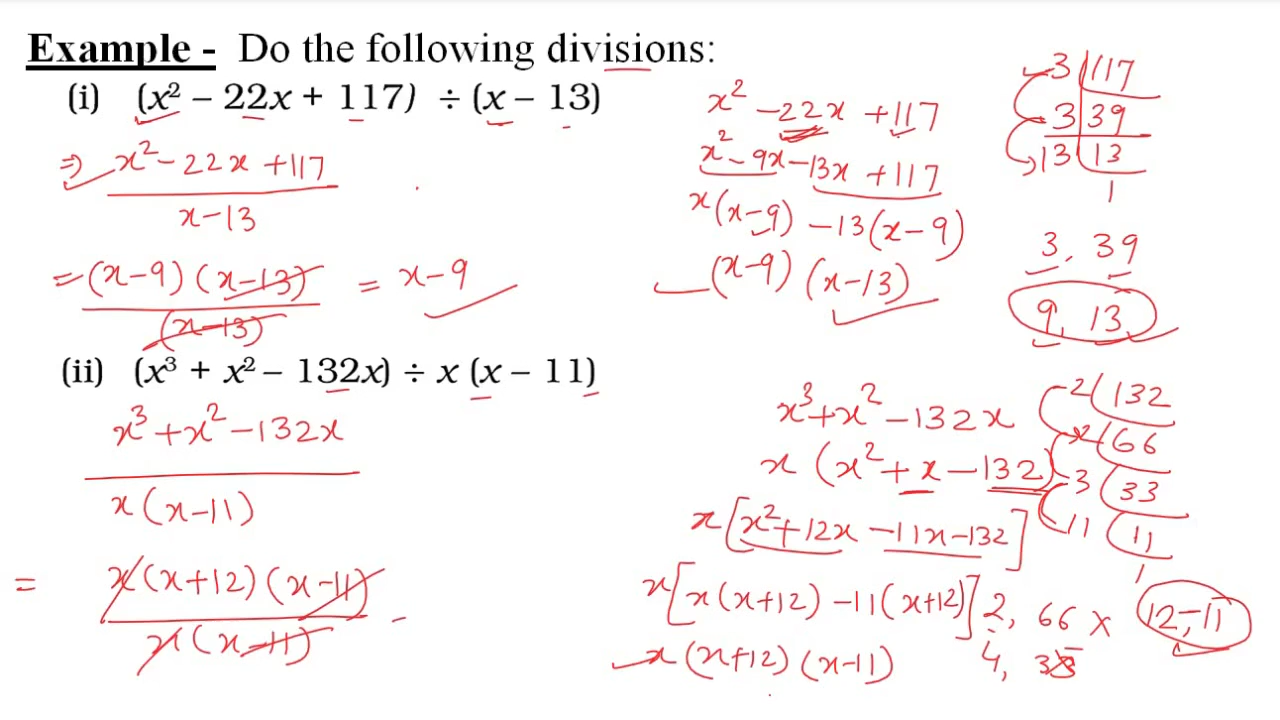 Example - Do the following divisions:
(i) (x² – 22x + 117) ÷ (x – 13)
⇒ x² - 22x + 117
x - 13
= (x-9) (x-13) = x-9
(x-13)
x² - 22x + 117
x² - 9x - 13x + 117
x(x-9) - 13(x-9)
(x-9) (x-13)
3 117
3 39
13 13
1
3, 39
9, 13
(ii) (x³ + x² – 132x) ÷ x (x – 11)
x³ + x² - 132x
x(x-11)
= x(x+12) (x-11)
x(x-11)
x³ + x² - 132x
x (x² + x - 132)
x[x² + 12x - 11x - 132]
x[x(x+12) - 11(x+12)]
x(x+12) (x-11)
2 132
2 66
3 33
11 11
1
2, 66 × 12, -11
4, 33